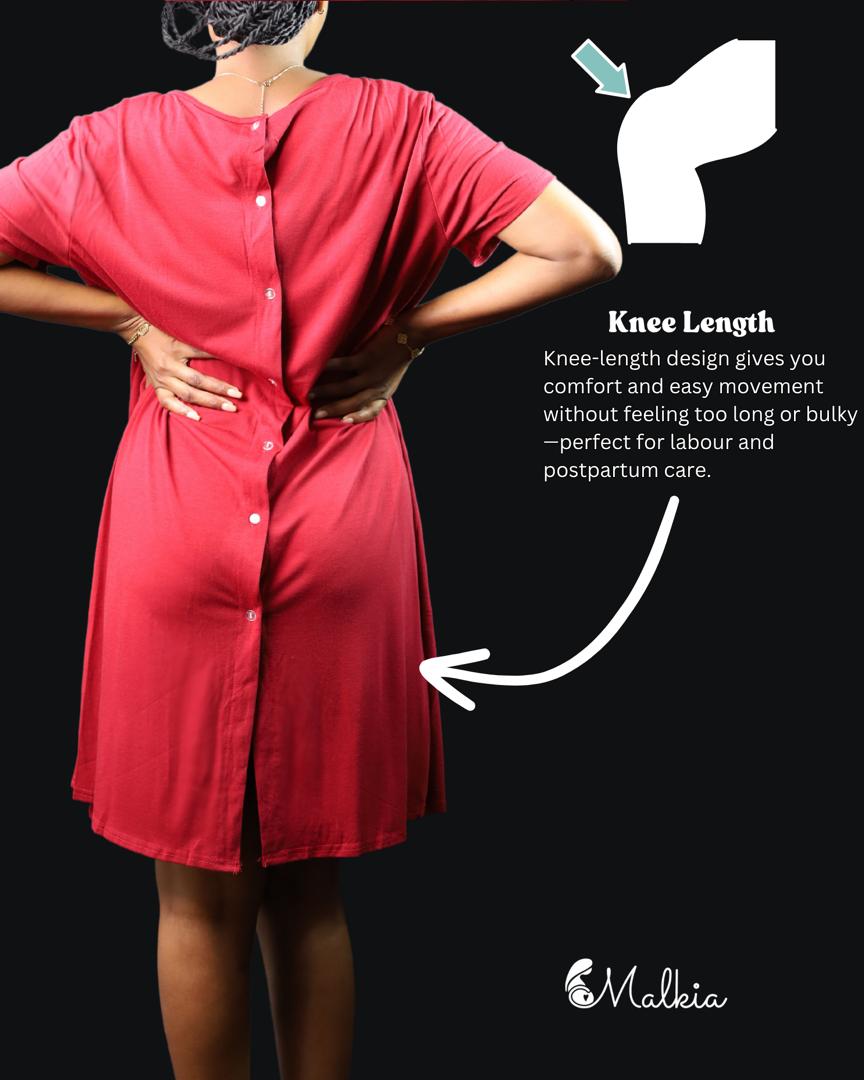 Knee Length
Knee-length design gives you
comfort and easy movement
without feeling too long or bulky
—perfect for labour and
postpartum care.
Malkia